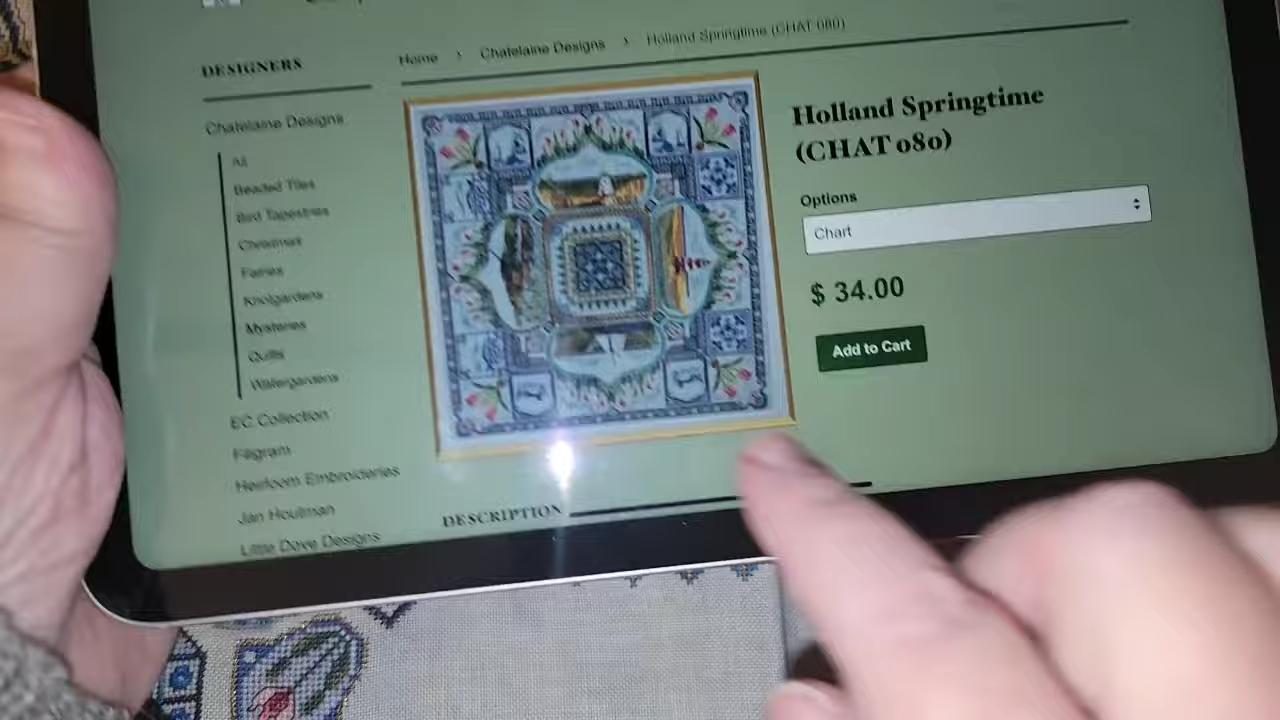 Home › Chatelaine Designs › Holland Springtime (CHAT 080)
DESIGNERS
Chatelaine Designs
All
Beaded Tiles
Bird Tapestries
Christmas
Fairies
Knotgardens
Mysteries
Quilts
Watergardens
EC Collection
Filigram
Heirloom Embroideries
Jan Houtman
Little Dove Designs
Holland Springtime
(CHAT 080)
Options
Chart
$ 34.00
Add to Cart
DESCRIPTION